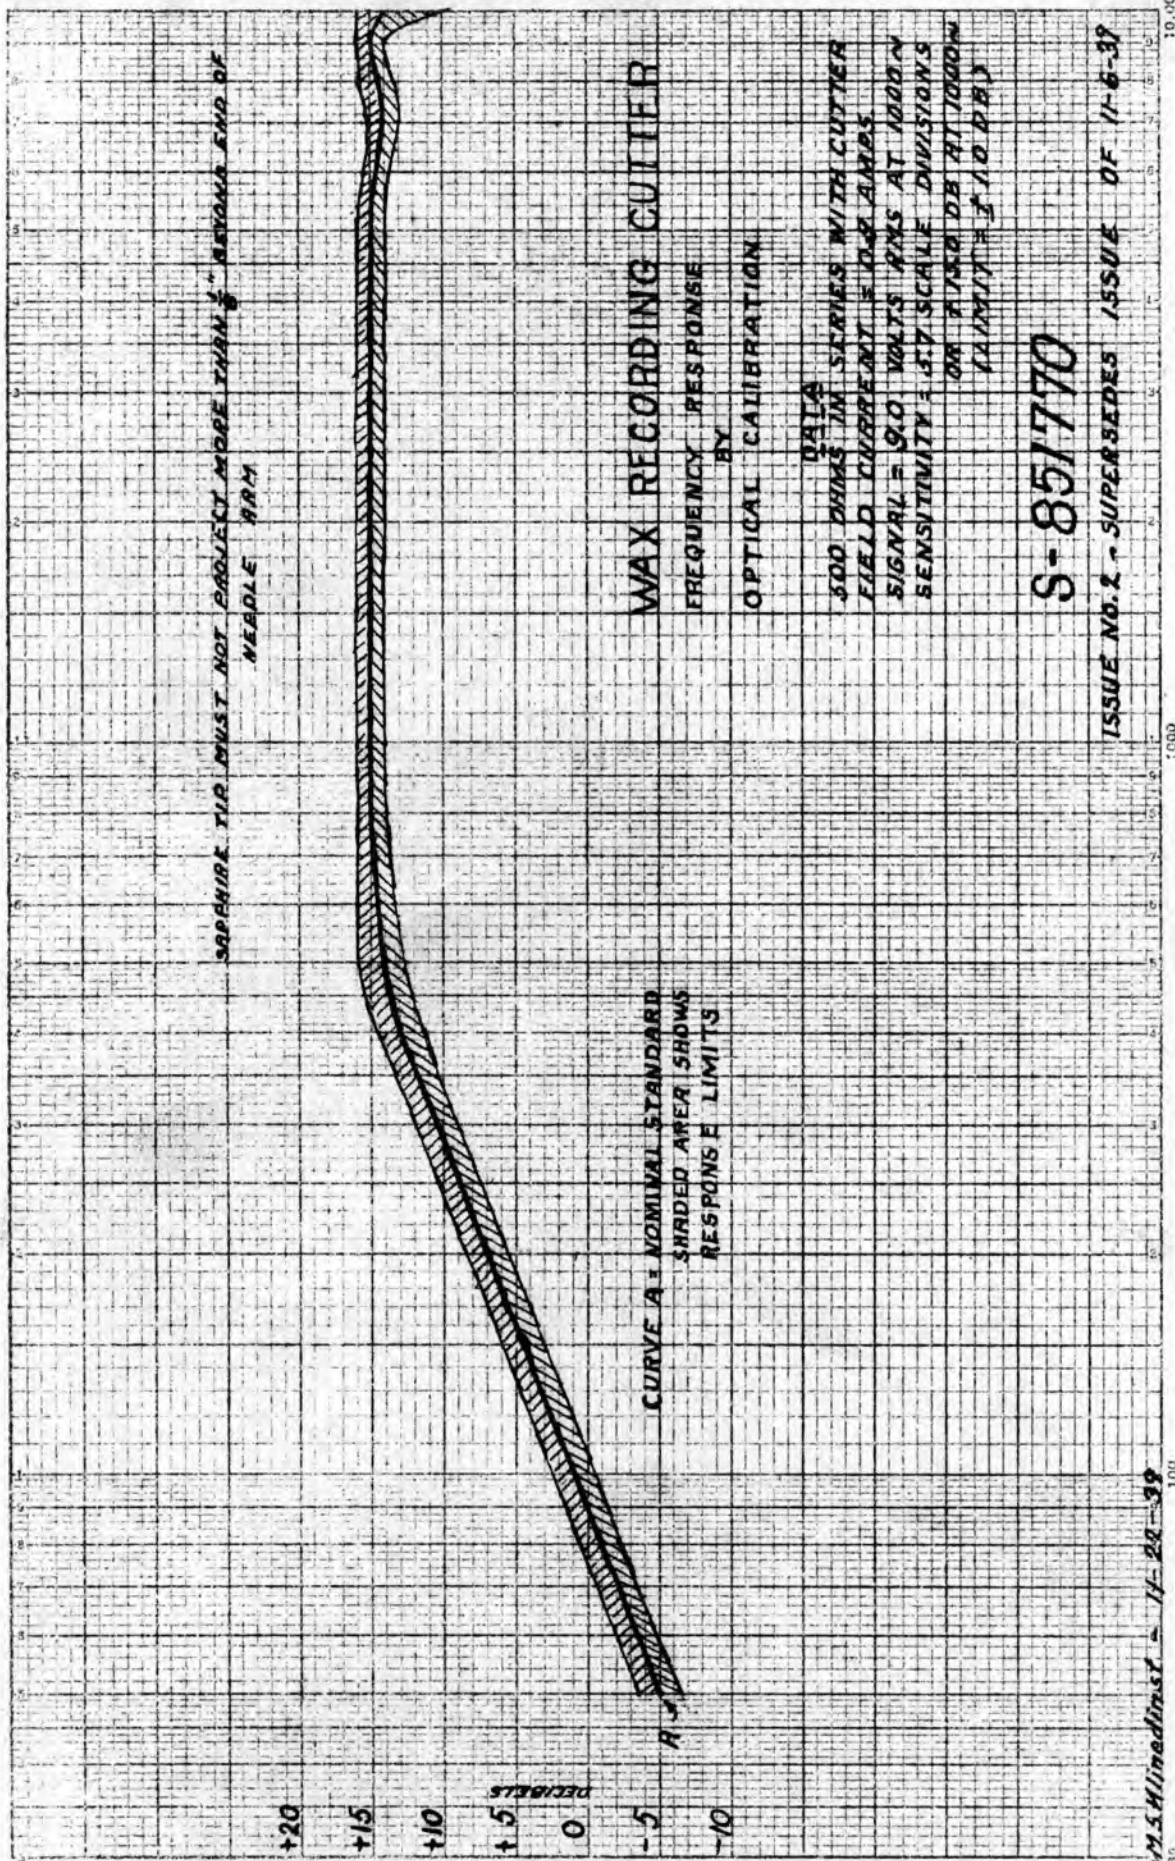 SAPPHIRE TIP MUST NOT PROJECT MORE THAN 1/8" BEYOND END OF
NEEDLE ARM
+20
+15
+10
+5
0
-5
-10
DECIBELS
A
CURVE A = NOMINAL STANDARD
SHADED AREA SHOWS
RESPONSE LIMITS
WAX RECORDING CUTTER
FREQUENCY RESPONSE
BY
OPTICAL CALIBRATION
DATA
500 OHMS IN SERIES WITH CUTTER
FIELD CURRENT = 0.8 AMPS
SIGNAL = 9.0 VOLTS RMS AT 1000 N
SENSITIVITY = 5.7 SCALE DIVISIONS
OR + 15.0 DB AT 1000 N
(LIMIT = ± 1.0 DB)
S-851770
ISSUE NO. 2 - SUPERSEDES ISSUE OF 11-6-39
11-22-39
100
1000